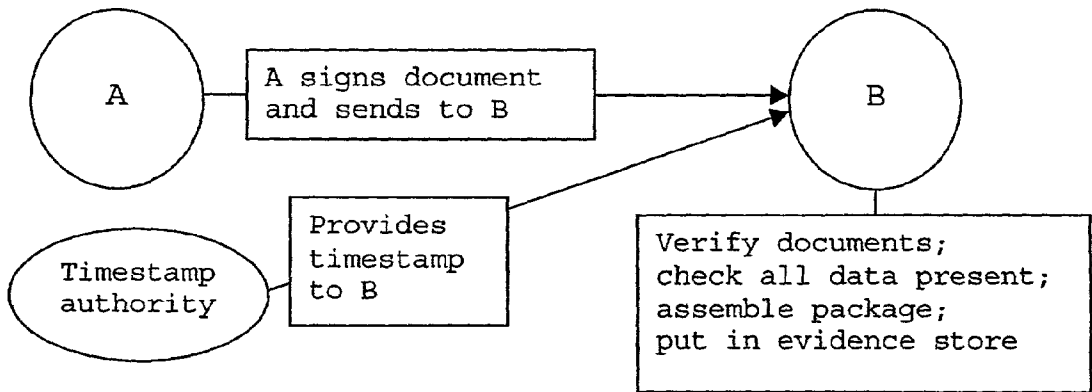 A
A signs document
and sends to B
B
Timestamp
authority
Provides
timestamp
to B
Verify documents;
check all data present;
assemble package;
put in evidence store